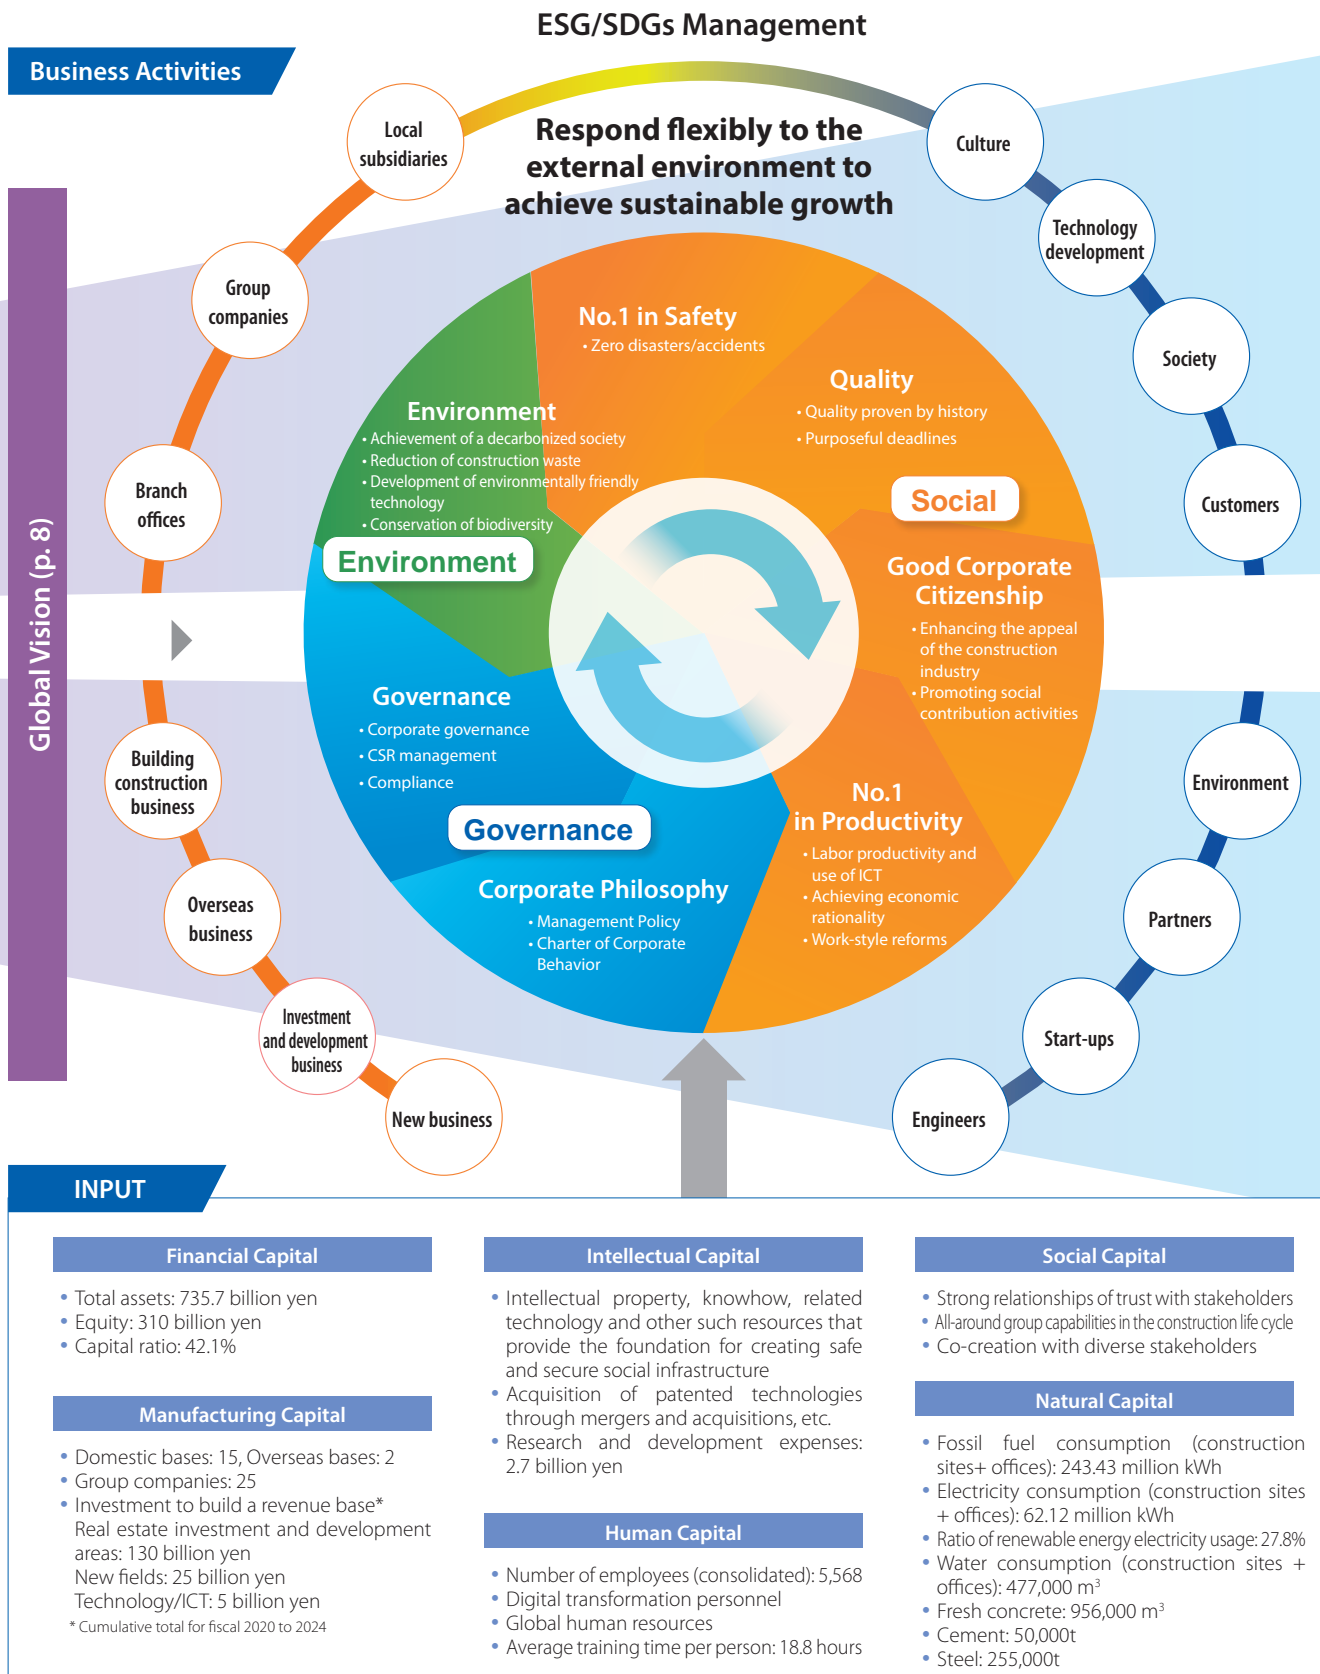 ESG/SDGs Management
Business Activities
Respond flexibly to the
external environment to
achieve sustainable growth
Global Vision (p. 8)
Local
subsidiaries
Group
companies
Branch
offices
Building
construction
business
Overseas
business
Investment
and development
business
New business
Culture
Technology
development
Society
Customers
Environment
Partners
Start-ups
Engineers
No.1 in Safety
• Zero disasters/accidents
Quality
• Quality proven by history
• Purposeful deadlines
Social
Good Corporate
Citizenship
• Enhancing the appeal
of the construction
industry
• Promoting social
contribution activities
No.1
in Productivity
• Labor productivity and
use of ICT
• Achieving economic
rationality
• Work-style reforms
Environment
• Achievement of a decarbonized society
• Reduction of construction waste
• Development of environmentally friendly
technology
• Conservation of biodiversity
Environment
Governance
• Corporate governance
• CSR management
• Compliance
Governance
Corporate Philosophy
• Management Policy
• Charter of Corporate
Behavior
INPUT
Financial Capital
• Total assets: 735.7 billion yen
• Equity: 310 billion yen
• Capital ratio: 42.1%
Manufacturing Capital
• Domestic bases: 15, Overseas bases: 2
• Group companies: 25
• Investment to build a revenue base*
Real estate investment and development
areas: 130 billion yen
New fields: 25 billion yen
Technology/ICT: 5 billion yen
* Cumulative total for fiscal 2020 to 2024
Intellectual Capital
• Intellectual property, knowhow, related
technology and other such resources that
provide the foundation for creating safe
and secure social infrastructure
• Acquisition of patented technologies
through mergers and acquisitions, etc.
• Research and development expenses:
2.7 billion yen
Human Capital
• Number of employees (consolidated): 5,568
• Digital transformation personnel
• Global human resources
• Average training time per person: 18.8 hours
Social Capital
• Strong relationships of trust with stakeholders
• All-around group capabilities in the construction life cycle
• Co-creation with diverse stakeholders
Natural Capital
• Fossil fuel consumption (construction
sites+ offices): 243.43 million kWh
• Electricity consumption (construction sites
+ offices): 62.12 million kWh
• Ratio of renewable energy electricity usage: 27.8%
• Water consumption (construction sites +
offices): 477,000 m³
• Fresh concrete: 956,000 m³
• Cement: 50,000t
• Steel: 255,000t